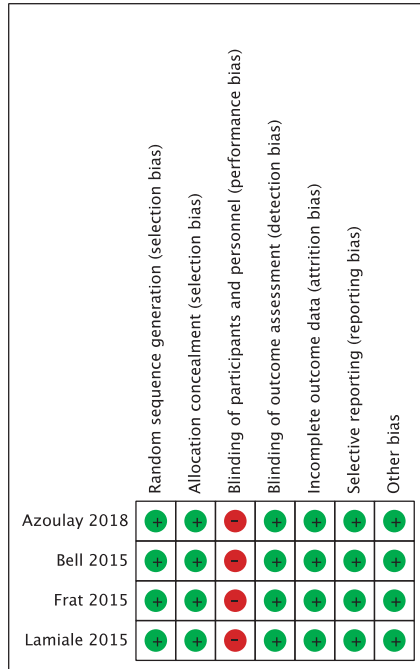 Random sequence generation (selection bias)
Allocation concealment (selection bias)
Blinding of participants and personnel (performance bias)
Blinding of outcome assessment (detection bias)
Incomplete outcome data (attrition bias)
Selective reporting (reporting bias)
Other bias
Azoulay 2018 + + - + + + +
Bell 2015 + + - + + + +
Frat 2015 + + - + + + +
Lamiale 2015 + + - + + + +